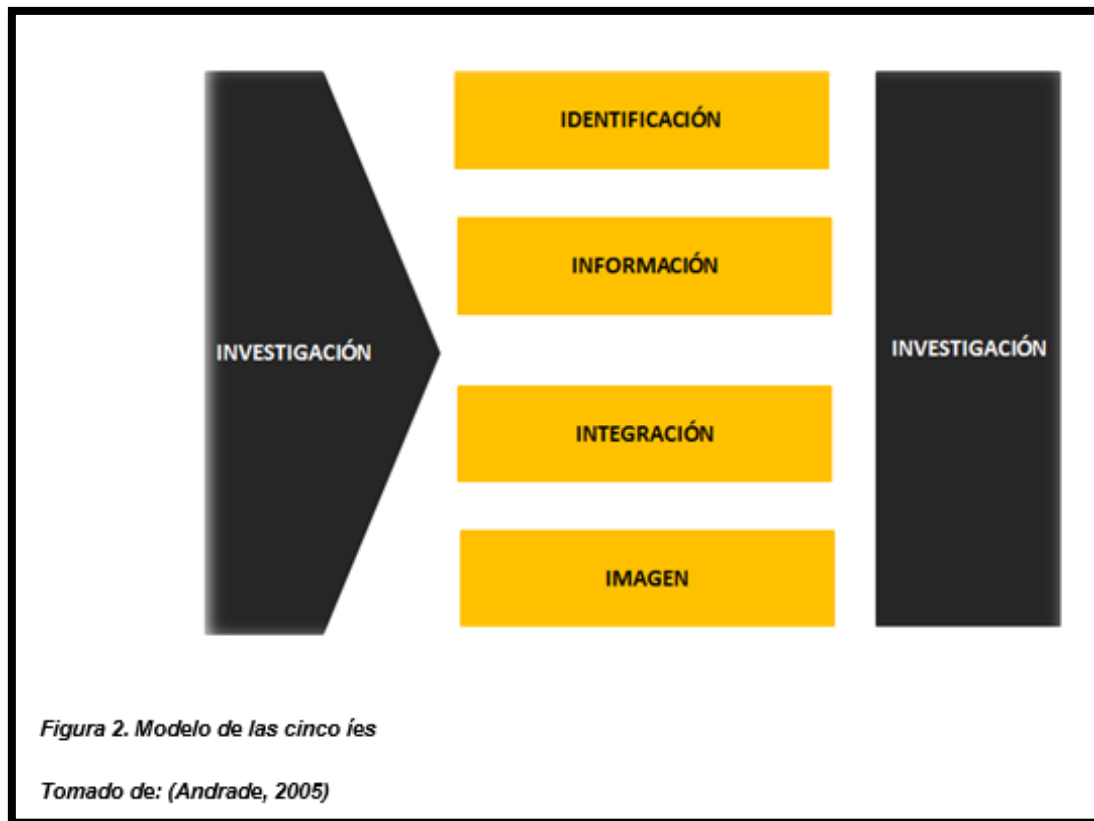 INVESTIGACIÓN
IDENTIFICACIÓN
INFORMACIÓN
INTEGRACIÓN
IMAGEN
INVESTIGACIÓN
Figura 2. Modelo de las cinco íes
Tomado de: (Andrade, 2005)